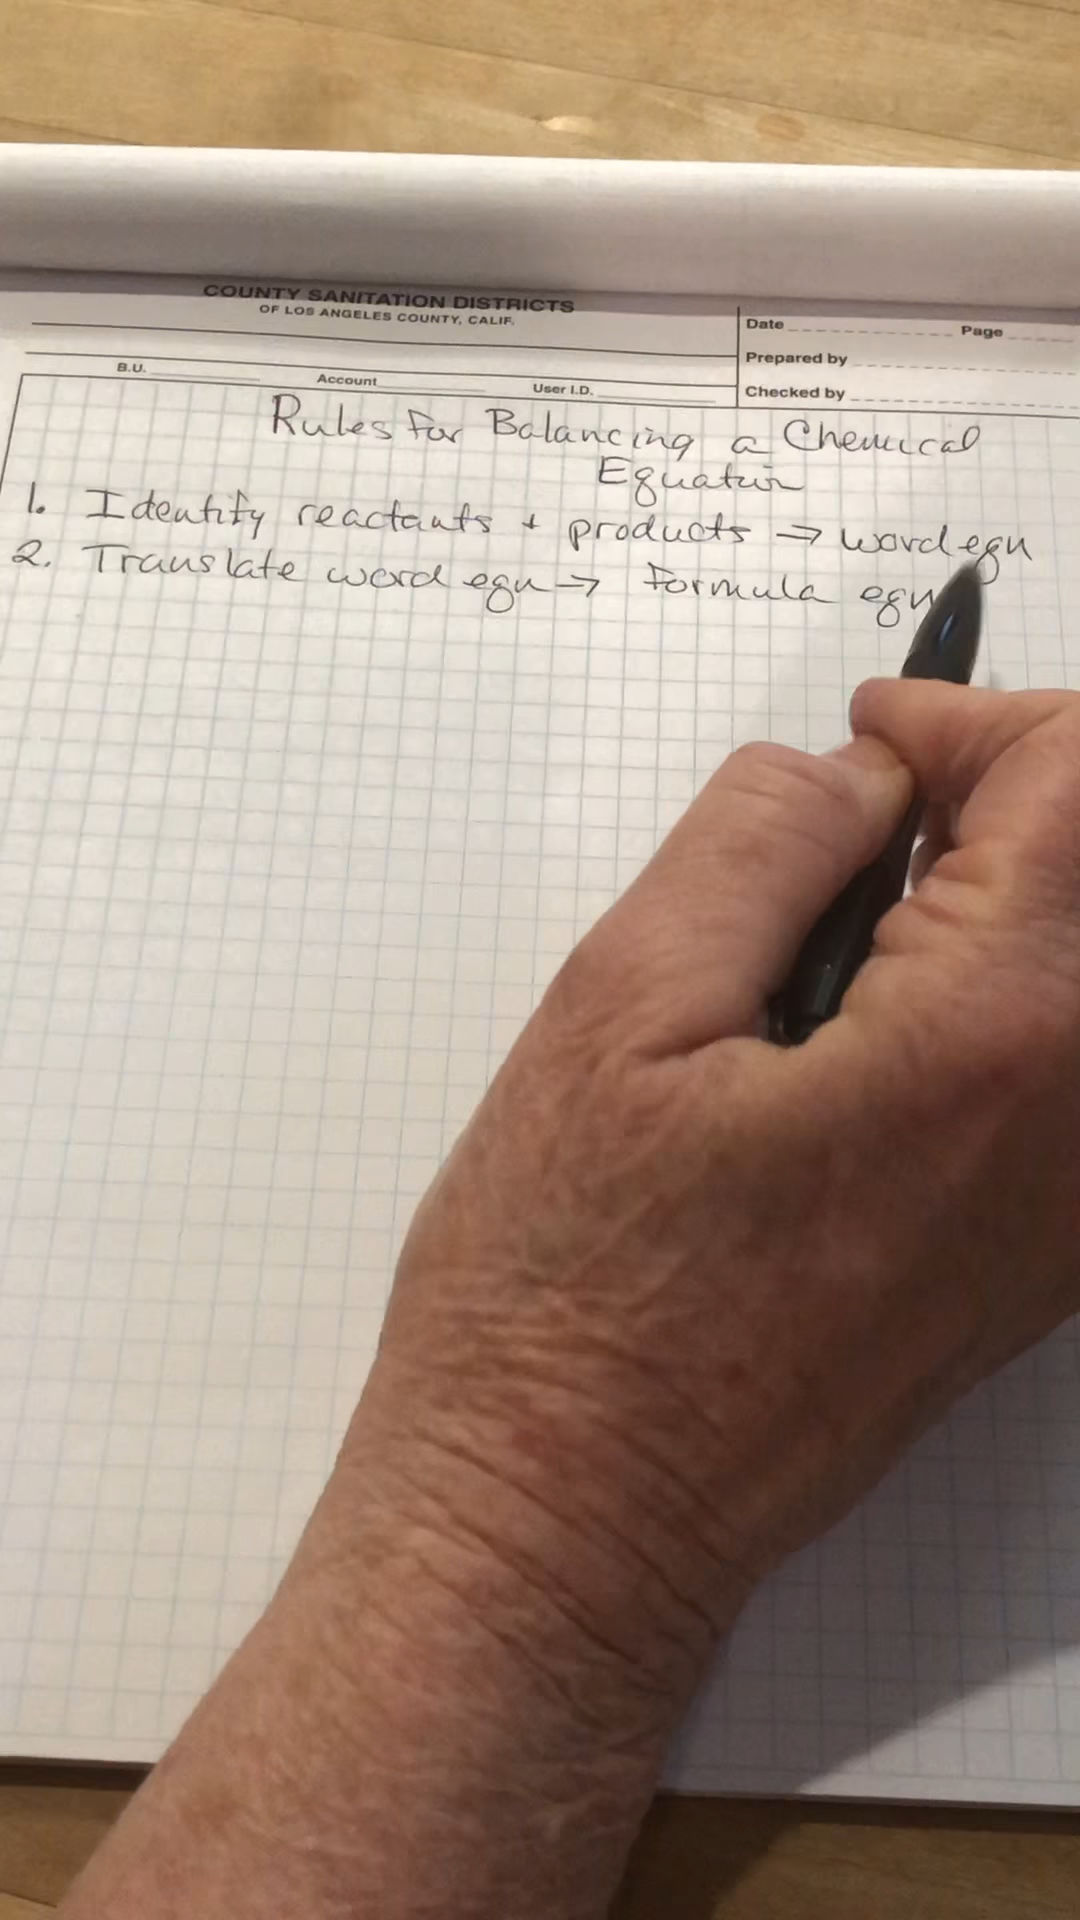 COUNTY SANITATION DISTRICTS
OF LOS ANGELES COUNTY, CALIF.
Date Page
Prepared by
Checked by
B.U. Account User I.D.
Rules for Balancing a Chemical
Equation
1. Identify reactants + products → word eqn
2. Translate word eqn → Formula eqn